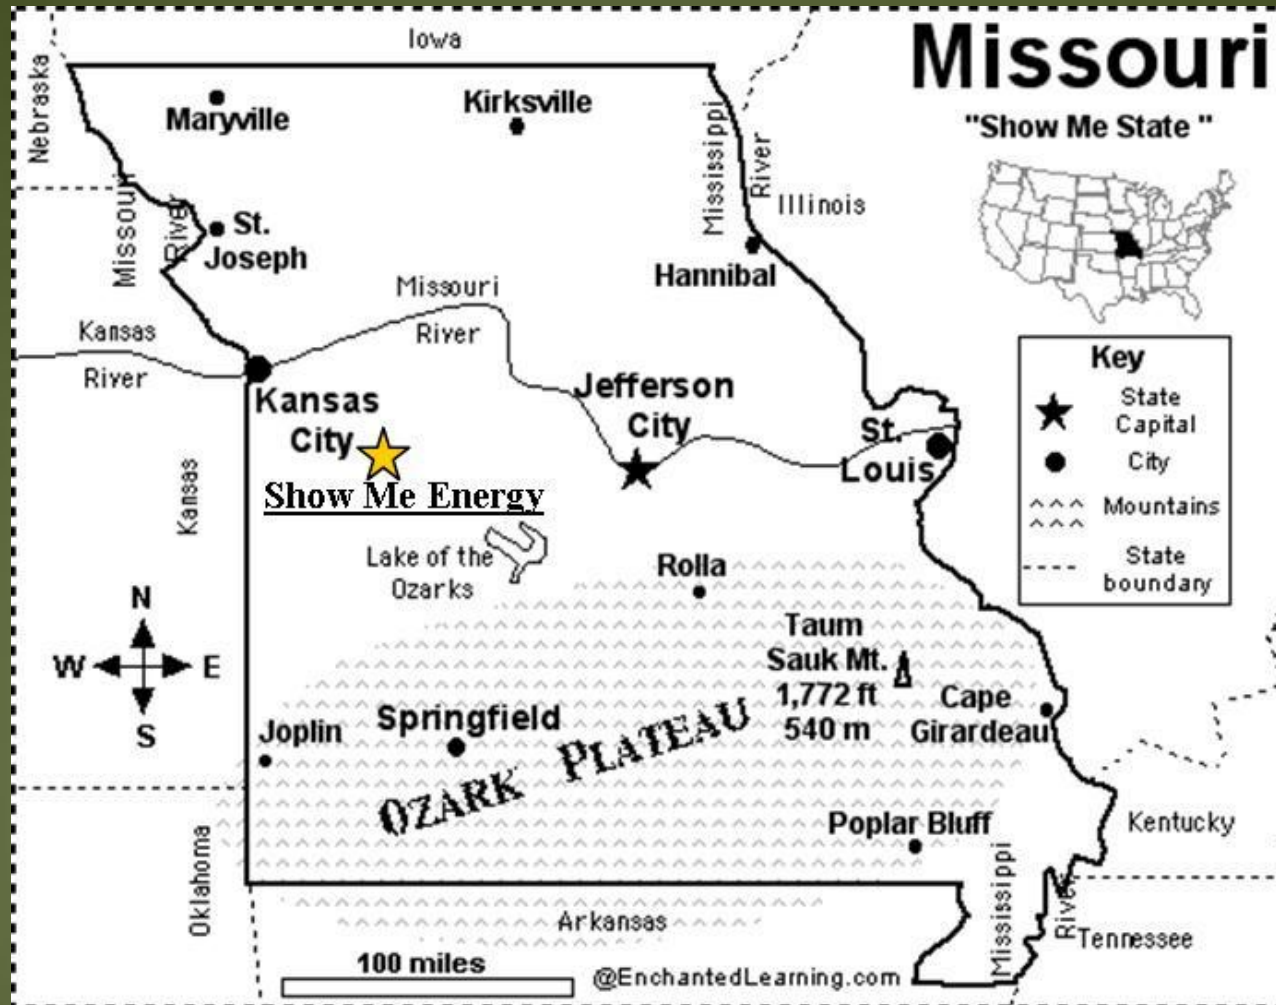 Missouri
"Show Me State "
Iowa
Nebraska
Maryville
Kirksville
Mississippi
River
Illinois
Missouri
River
St.
Joseph
Hannibal
Missouri
River
Kansas
River
Kansas
City
Jefferson
City
St.
Louis
Key
State
Capital
City
Mountains
State
boundary
Show Me Energy
Kansas
Lake of the
Ozarks
Rolla
N
W
E
S
Taum
Sauk Mt.
1,772 ft
540 m
Cape
Girardeau
Joplin
Springfield
OZARK PLATEAU
Poplar Bluff
Kentucky
Oklahoma
Arkansas
Mississippi
River
Tennessee
100 miles
@EnchantedLearning.com